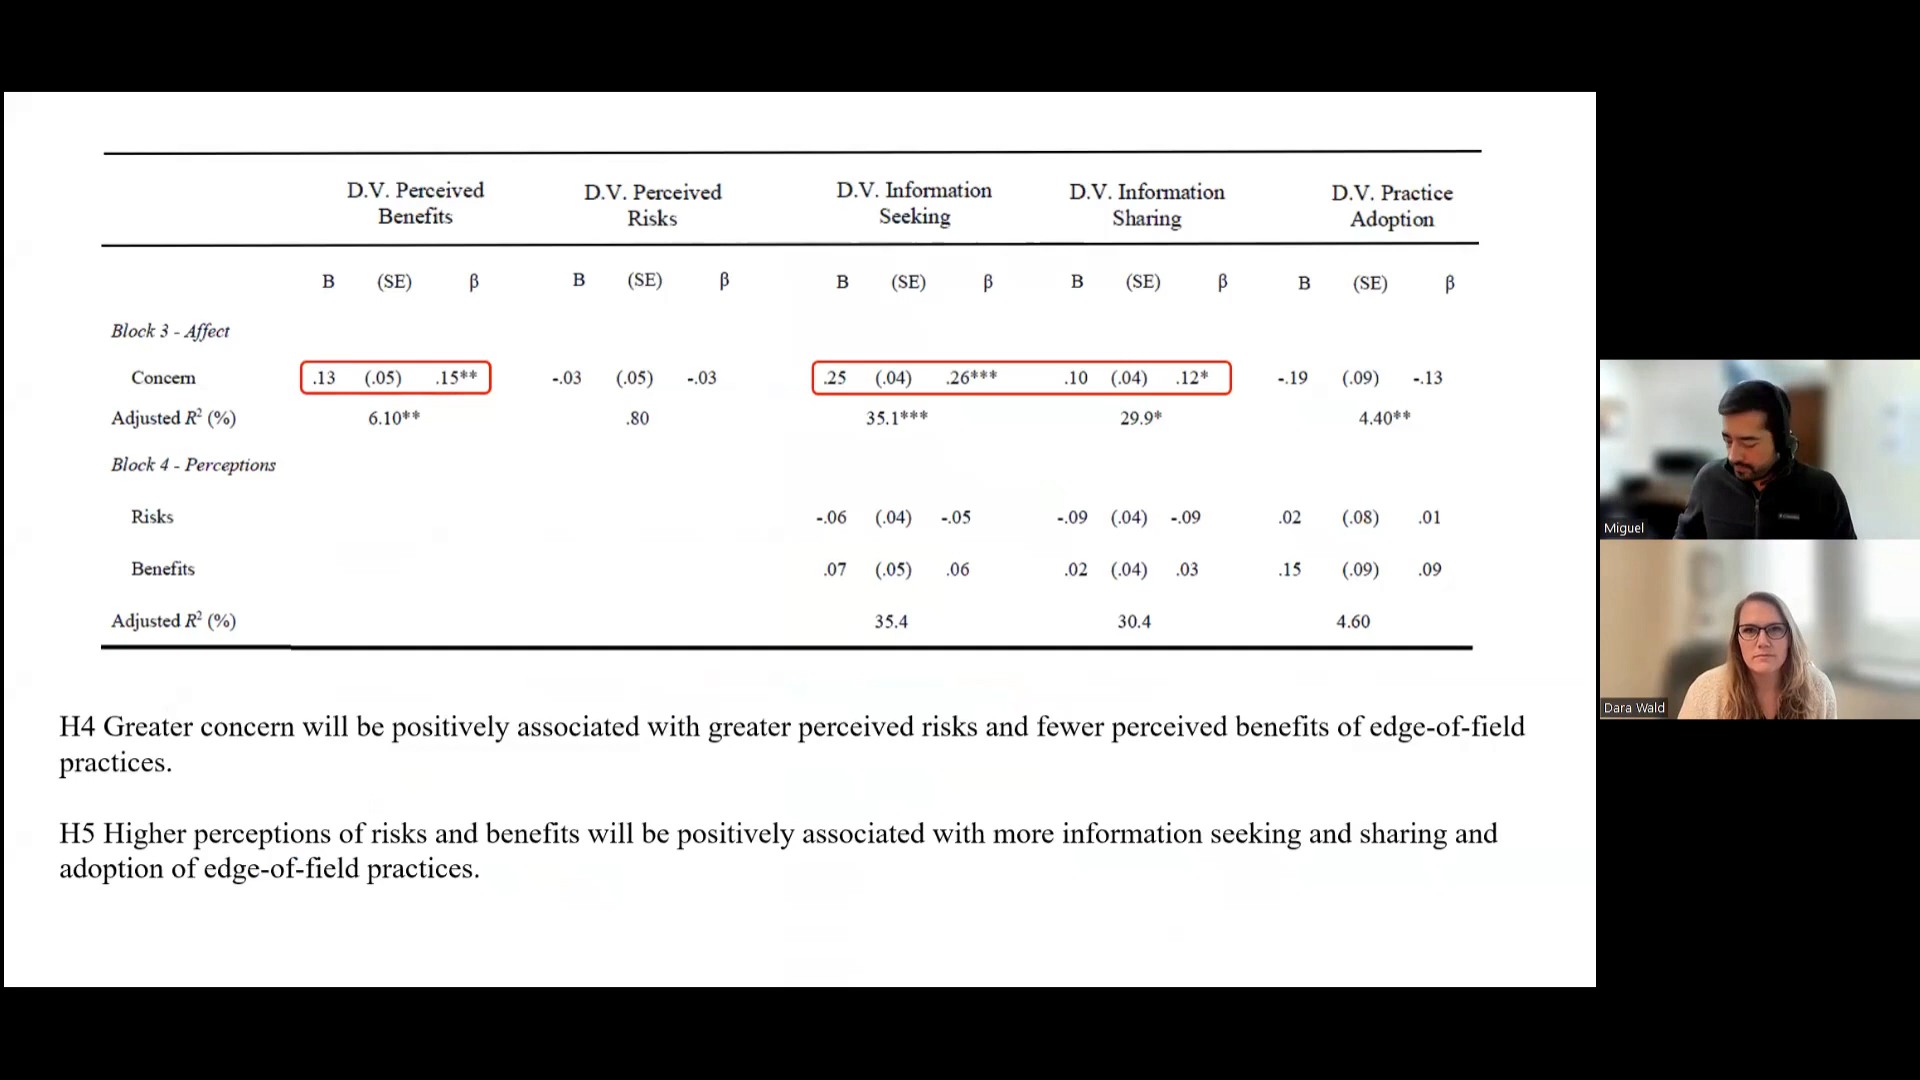 D.V. Perceived Benefits D.V. Perceived Risks D.V. Information Seeking D.V. Information Sharing D.V. Practice Adoption
B (SE) β B (SE) β B (SE) β B (SE) β B (SE) β
Block 3 - Affect
Concern .13 (.05) .15** -.03 (.05) -.03 .25 (.04) .26*** .10 (.04) .12* -.19 (.09) -.13
Adjusted R² (%) 6.10** .80 35.1*** 29.9* 4.40**
Block 4 - Perceptions
Risks -.06 (.04) -.05 -.09 (.04) -.09 .02 (.08) .01
Benefits .07 (.05) .06 .02 (.04) .03 .15 (.09) .09
Adjusted R² (%) 35.4 30.4 4.60
H4 Greater concern will be positively associated with greater perceived risks and fewer perceived benefits of edge-of-field
practices.
H5 Higher perceptions of risks and benefits will be positively associated with more information seeking and sharing and
adoption of edge-of-field practices.
Miguel
Dara Wald